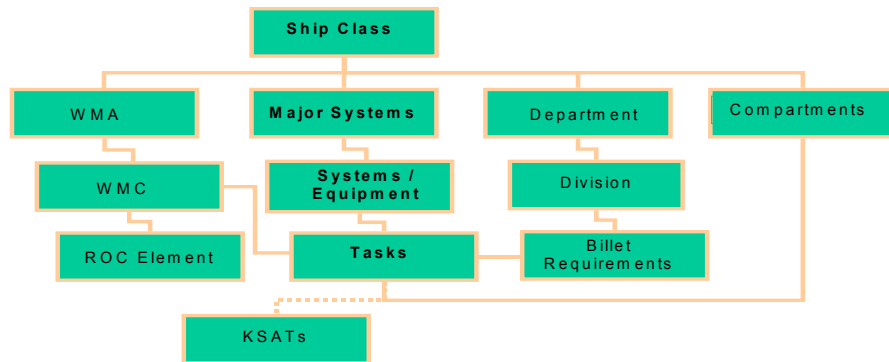 Ship Class
WMA
Major Systems
Department
Compartments
WMC
Systems /
Equipment
Division
ROC Element
Tasks
Billet
Requirements
KSATs